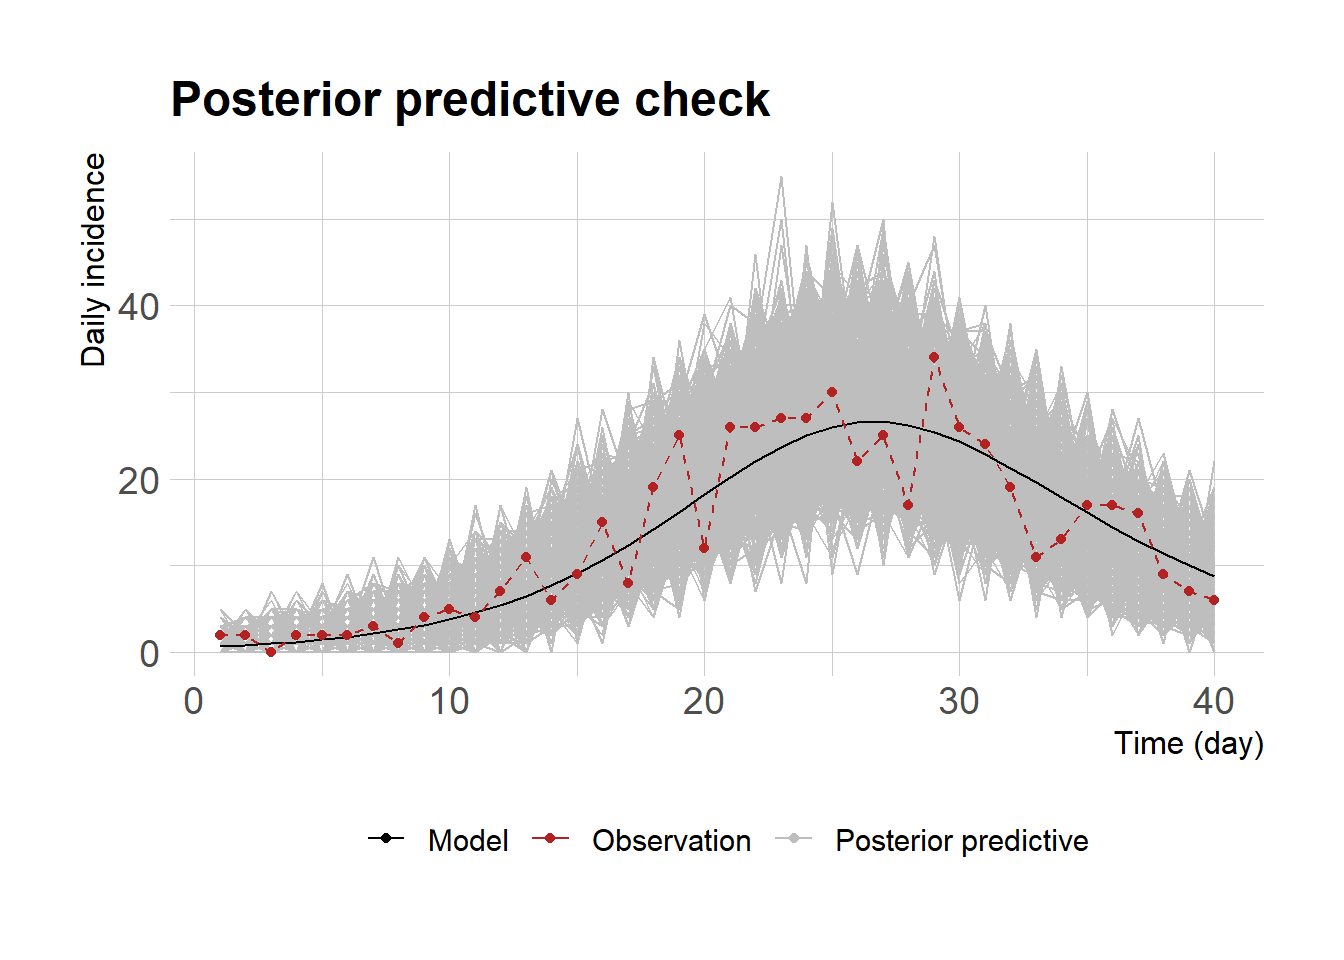 Posterior predictive check
Daily incidence
40
20
0
0 10 20 30 40
Time (day)
Model Observation Posterior predictive